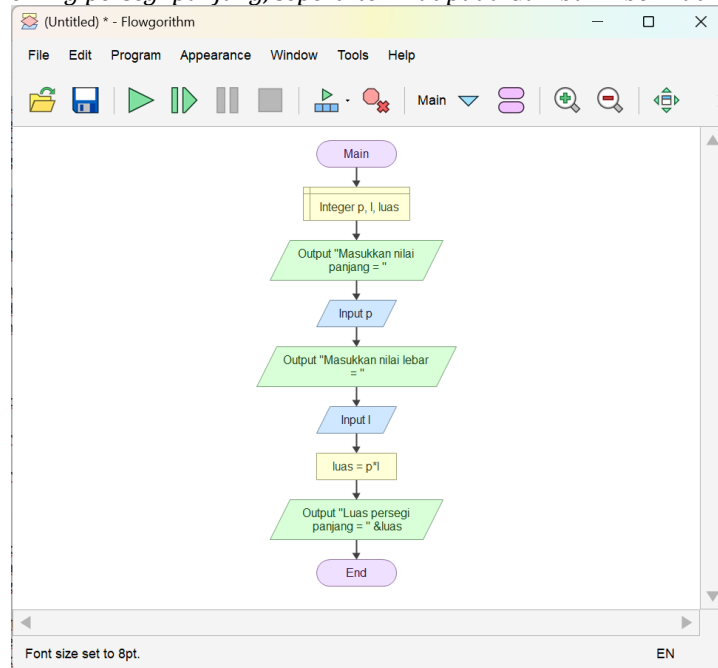 (Untitled) * - Flowgorithm
File Edit Program Appearance Window Tools Help
Main
Main
Integer p, l, luas
Output "Masukkan nilai
panjang = "
Input p
Output "Masukkan nilai lebar
= "
Input l
luas = p*l
Output "Luas persegi
panjang = " &luas
End
Font size set to 8pt.
EN